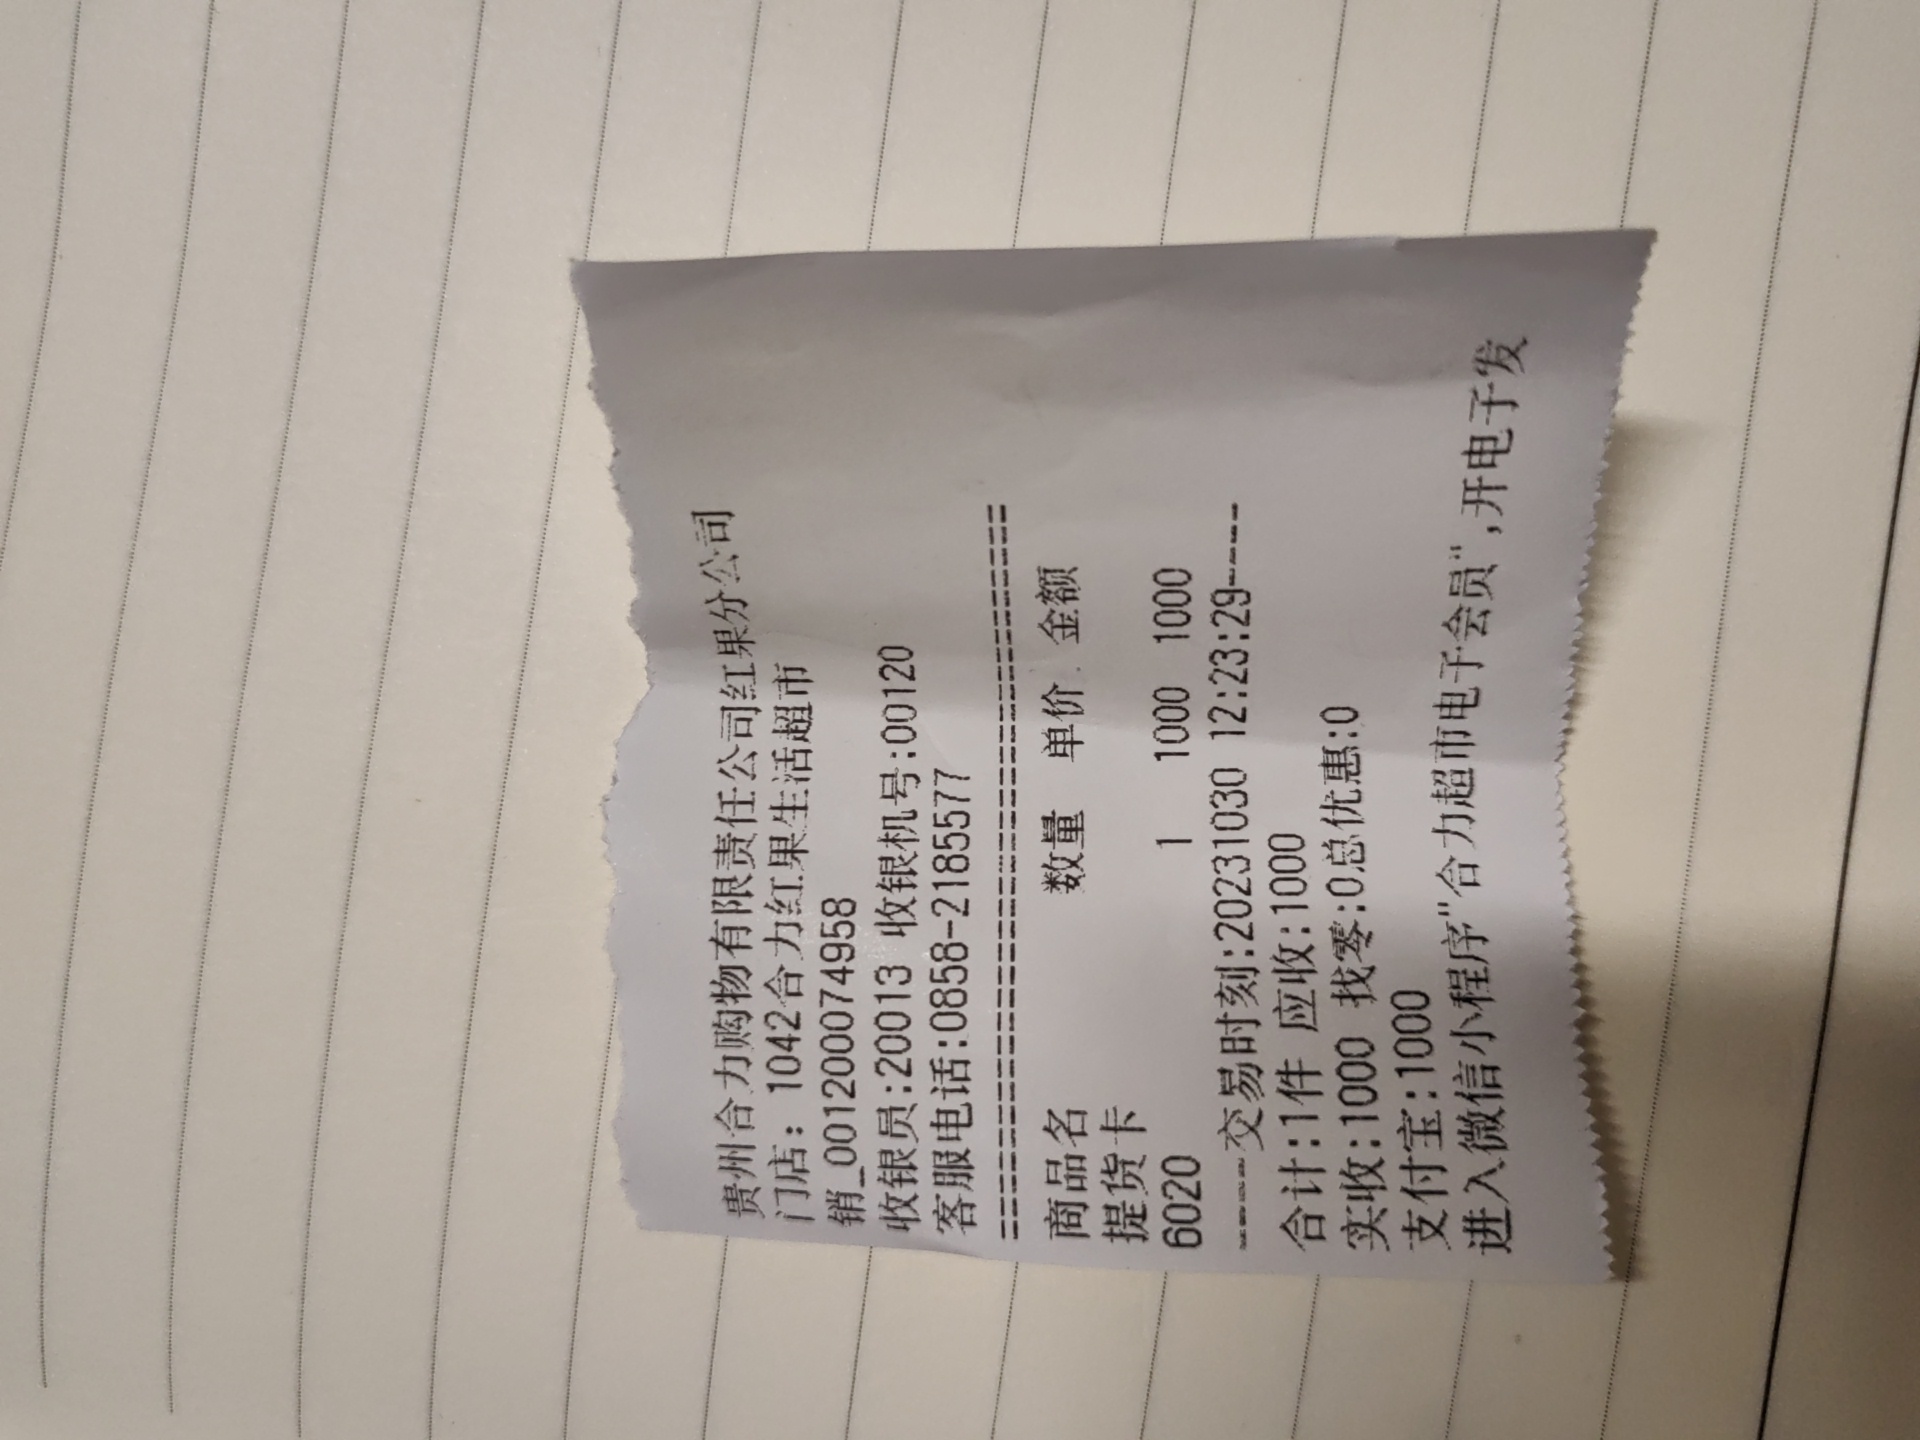 贵州合力购物有限责任公司红果分公司
门店：1042合力红果生活超市
销_0012000074958
收银员:20013 收银机号:00120
客服电话:0858-2185577
======================================
商品名 数量 单价 金额
提货卡
6020 1 1000 1000
-----交易时刻:20231030 12:23:29-----
合计:1件 应收:1000
实收:1000 找零:0总优惠:0
支付宝:1000
进入微信小程序"合力超市电子会员",开电子发